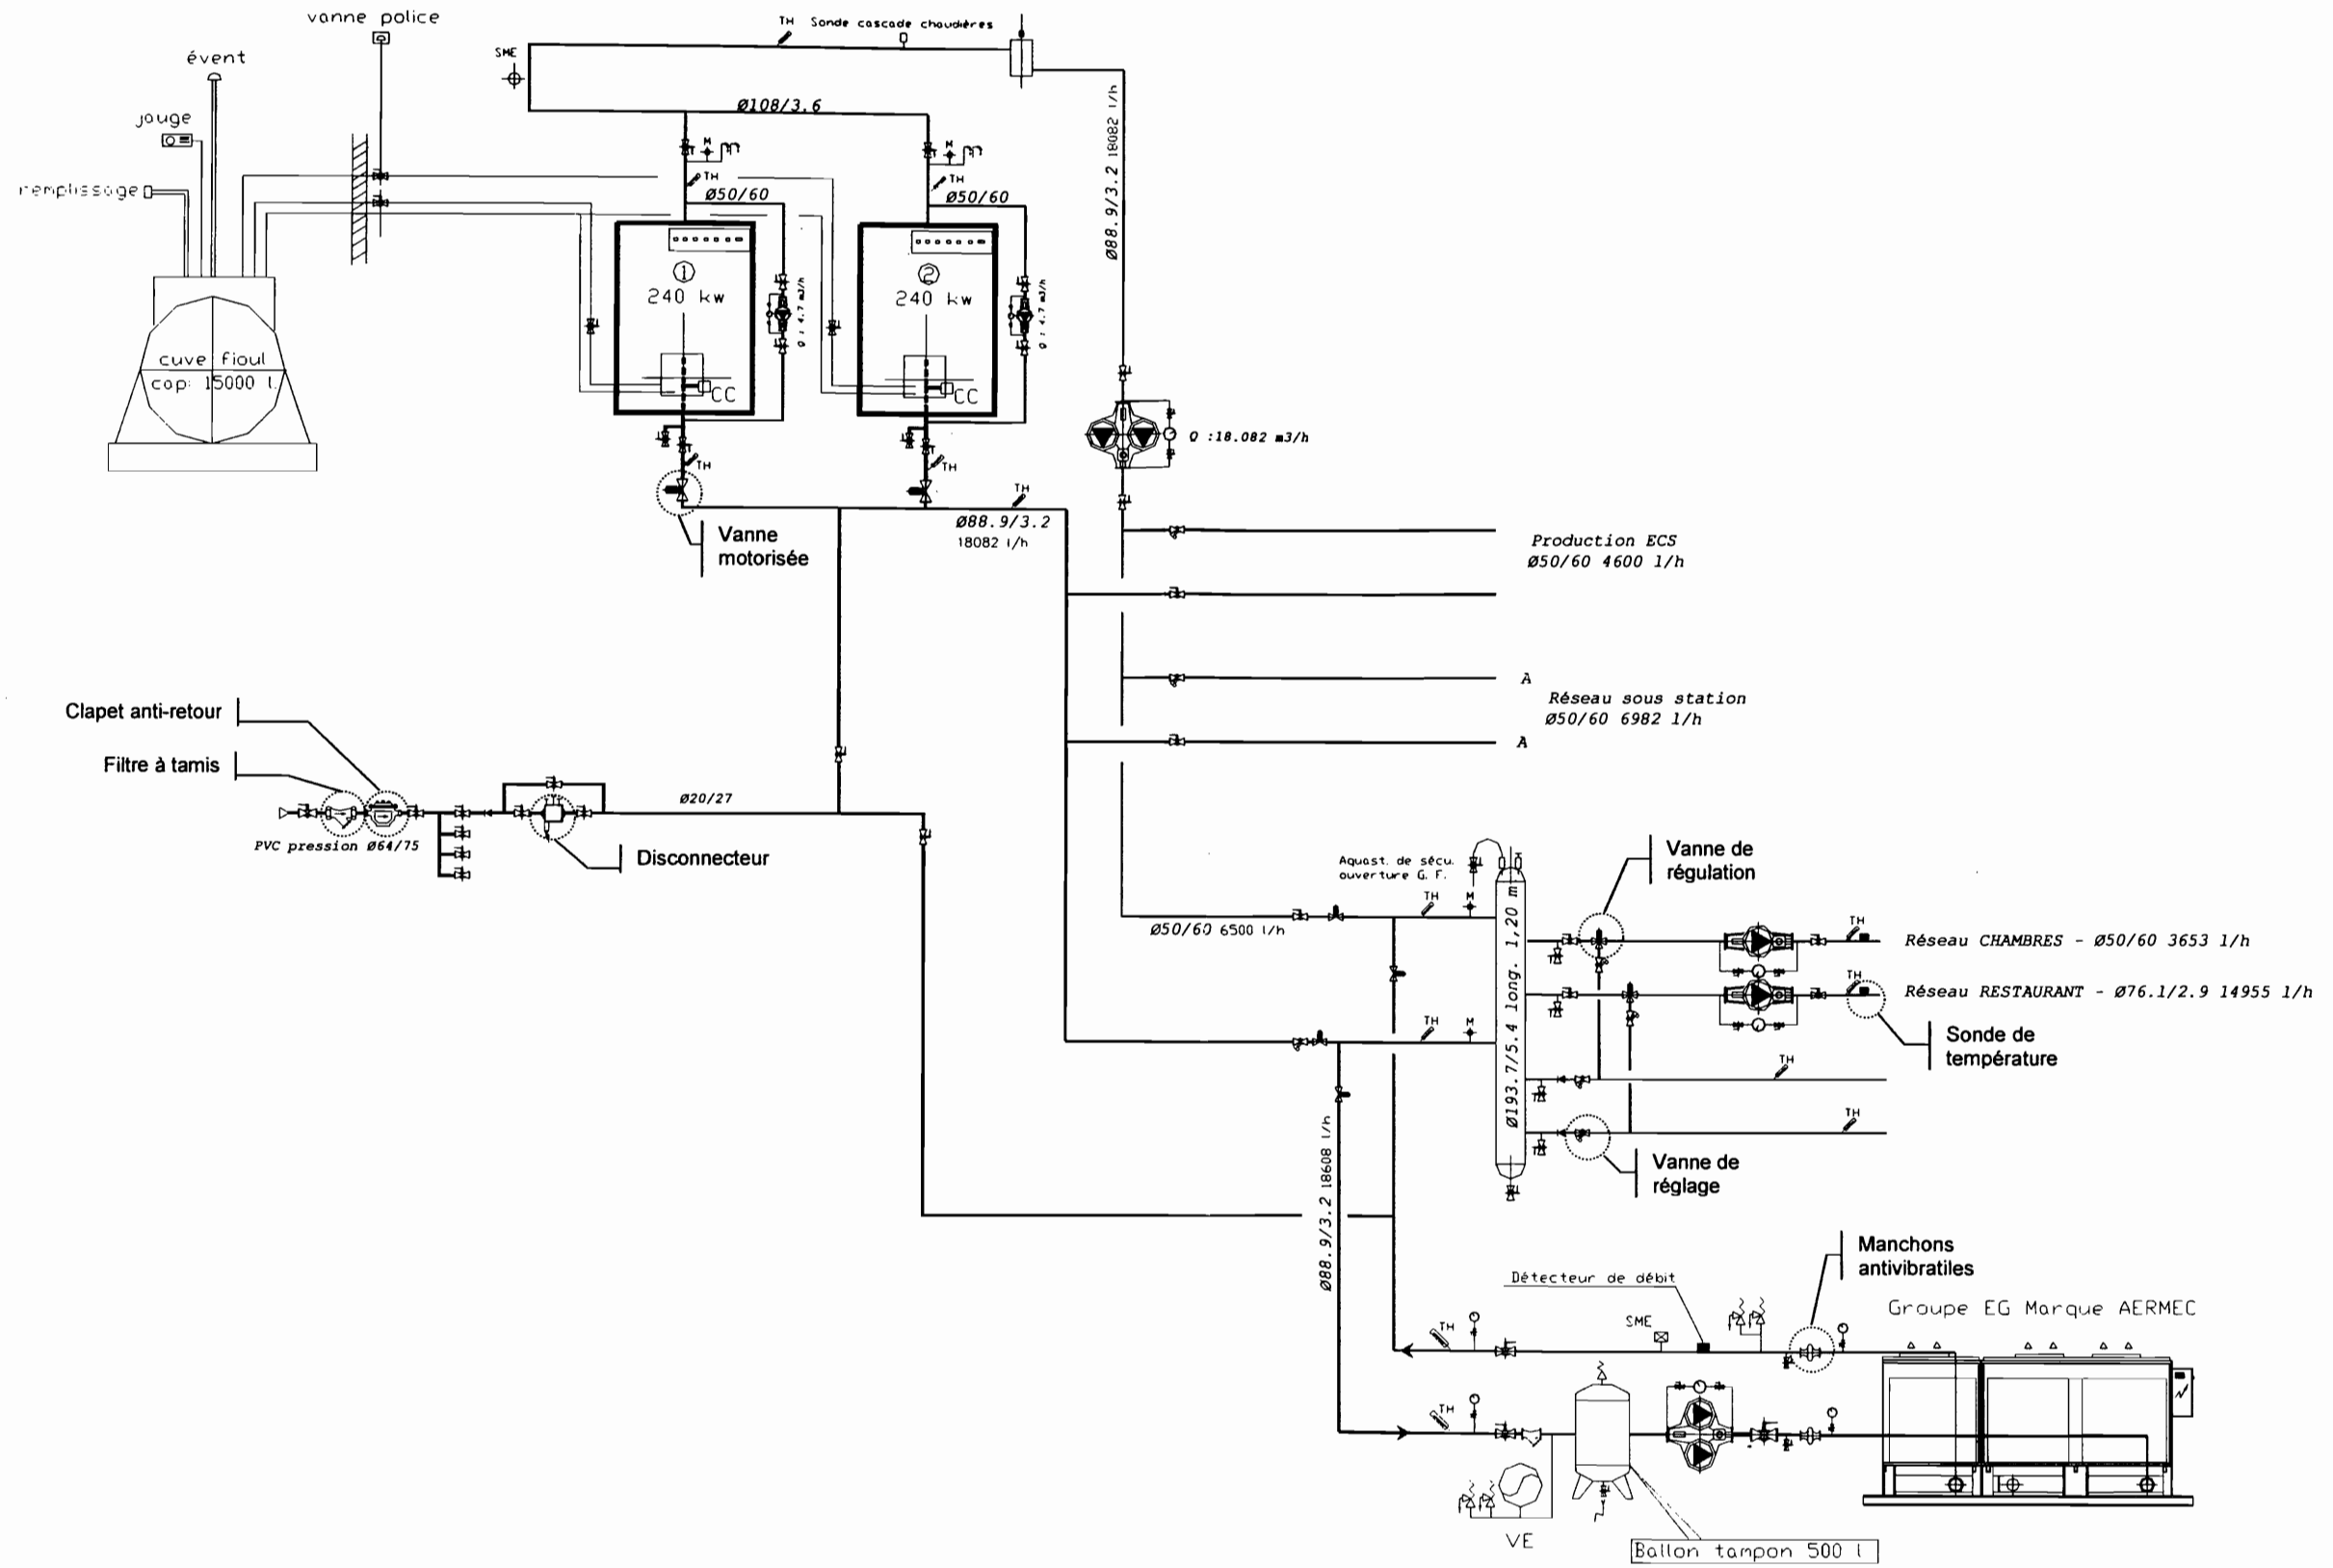 vanne police
évent
jauge
remplissage
cuve fioul
cap: 15000 l.
TH Sonde cascade chaudières
SME
Ø108/3.6
M
TH
Ø50/60
M
TH
Ø50/60
1
240 kw
CC
Q : 4.7 m3/h
2
240 kw
CC
Q : 4.7 m3/h
TH
TH
TH
Ø88.9/3.2 18082 l/h
Q :18.082 m3/h
Vanne
motorisée
Ø88.9/3.2
18082 l/h
Production ECS
Ø50/60 4600 l/h
A
Réseau sous station
Ø50/60 6982 l/h
A
Clapet anti-retour
Filtre à tamis
PVC pression Ø64/75
Ø20/27
Disconnecteur
Aquast. de sécu.
ouverture G. F.
TH
M
Ø50/60 6500 l/h
TH
M
Ø193.7/5.4 long. 1,20 m
Vanne de
régulation
TH
Réseau CHAMBRES - Ø50/60 3653 l/h
TH
Réseau RESTAURANT - Ø76.1/2.9 14955 l/h
Sonde de
température
TH
TH
Vanne de
réglage
Ø88.9/3.2 18608 l/h
Manchons
antivibratiles
Détecteur de débit
Groupe EG Marque AERMEC
SME
TH
TH
VE
Ballon tampon 500 l